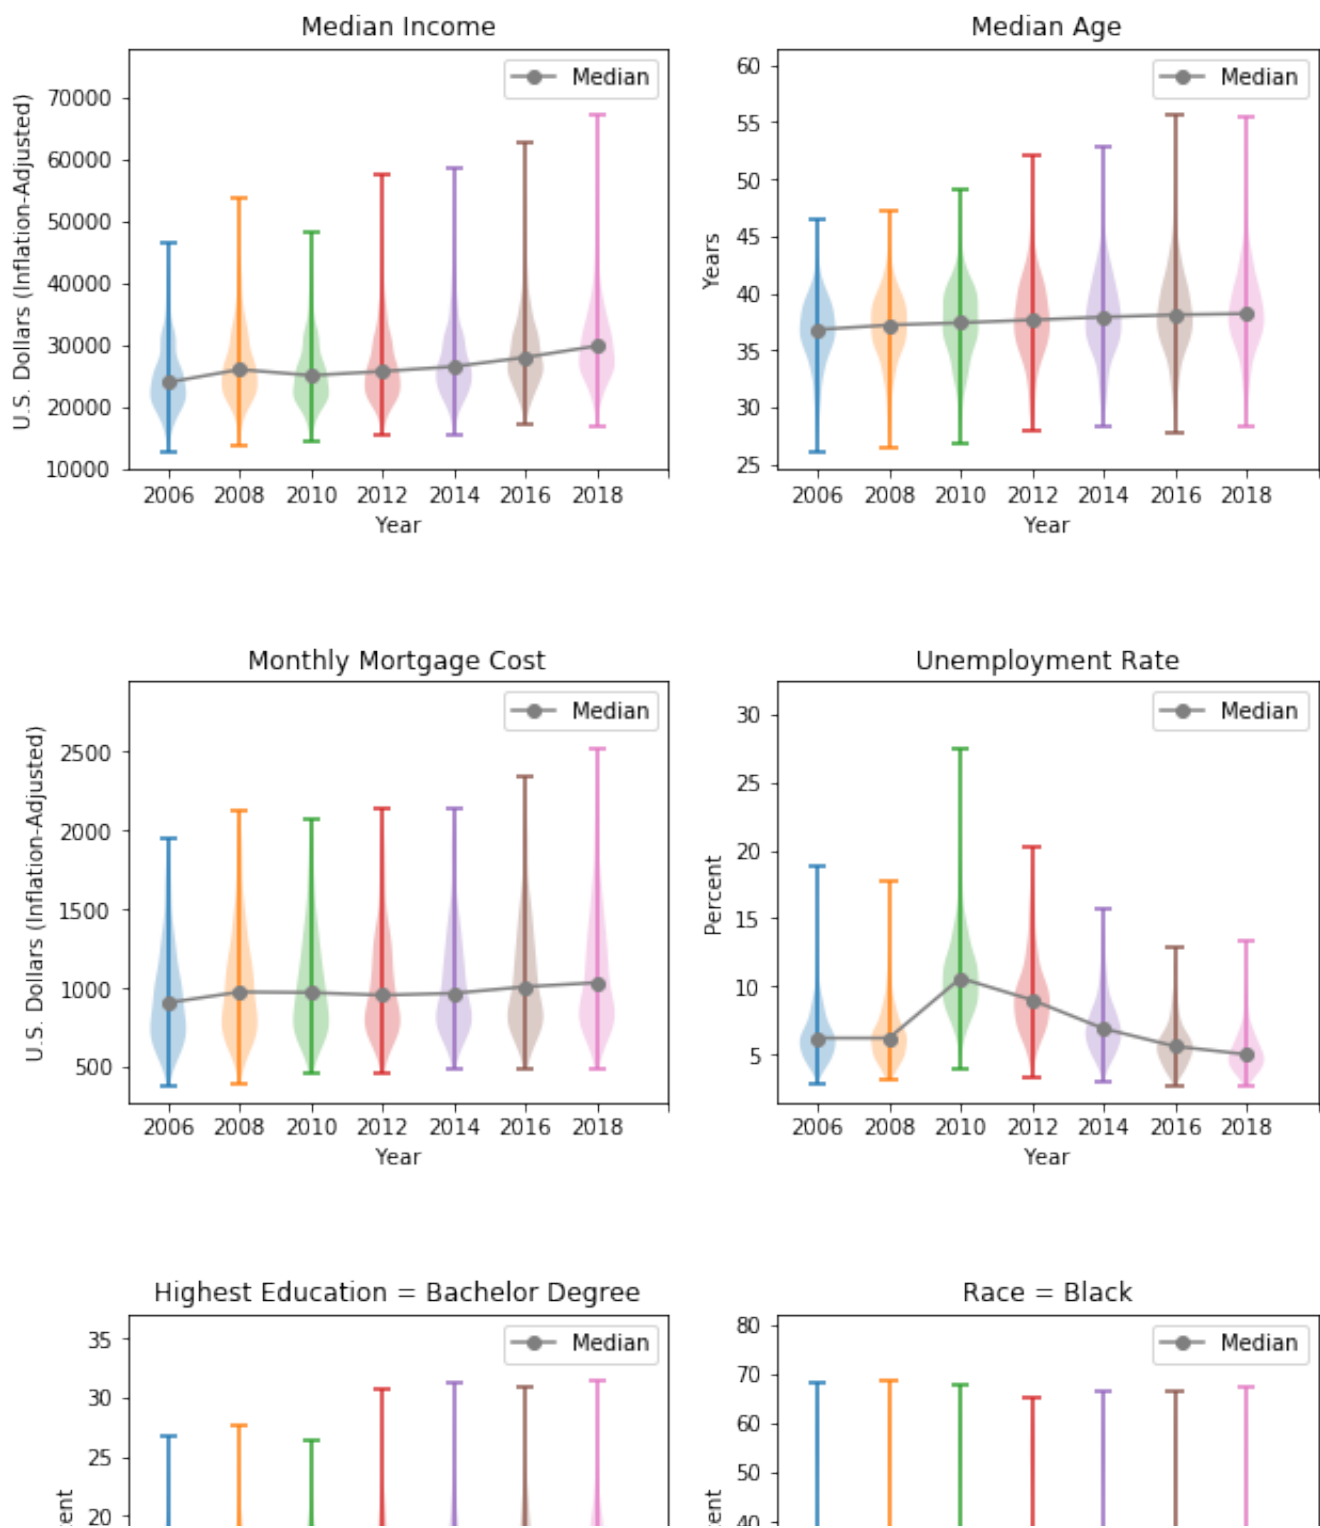 Median Income
Median
70000
60000
50000
40000
30000
20000
10000
U.S. Dollars (Inflation-Adjusted)
2006 2008 2010 2012 2014 2016 2018
Year
Median Age
Median
60
55
50
45
40
35
30
25
Years
2006 2008 2010 2012 2014 2016 2018
Year
Monthly Mortgage Cost
Median
2500
2000
1500
1000
500
U.S. Dollars (Inflation-Adjusted)
2006 2008 2010 2012 2014 2016 2018
Year
Unemployment Rate
Median
30
25
20
15
10
5
Percent
2006 2008 2010 2012 2014 2016 2018
Year
Highest Education = Bachelor Degree
Median
35
30
25
20
Race = Black
Median
80
70
60
50
40